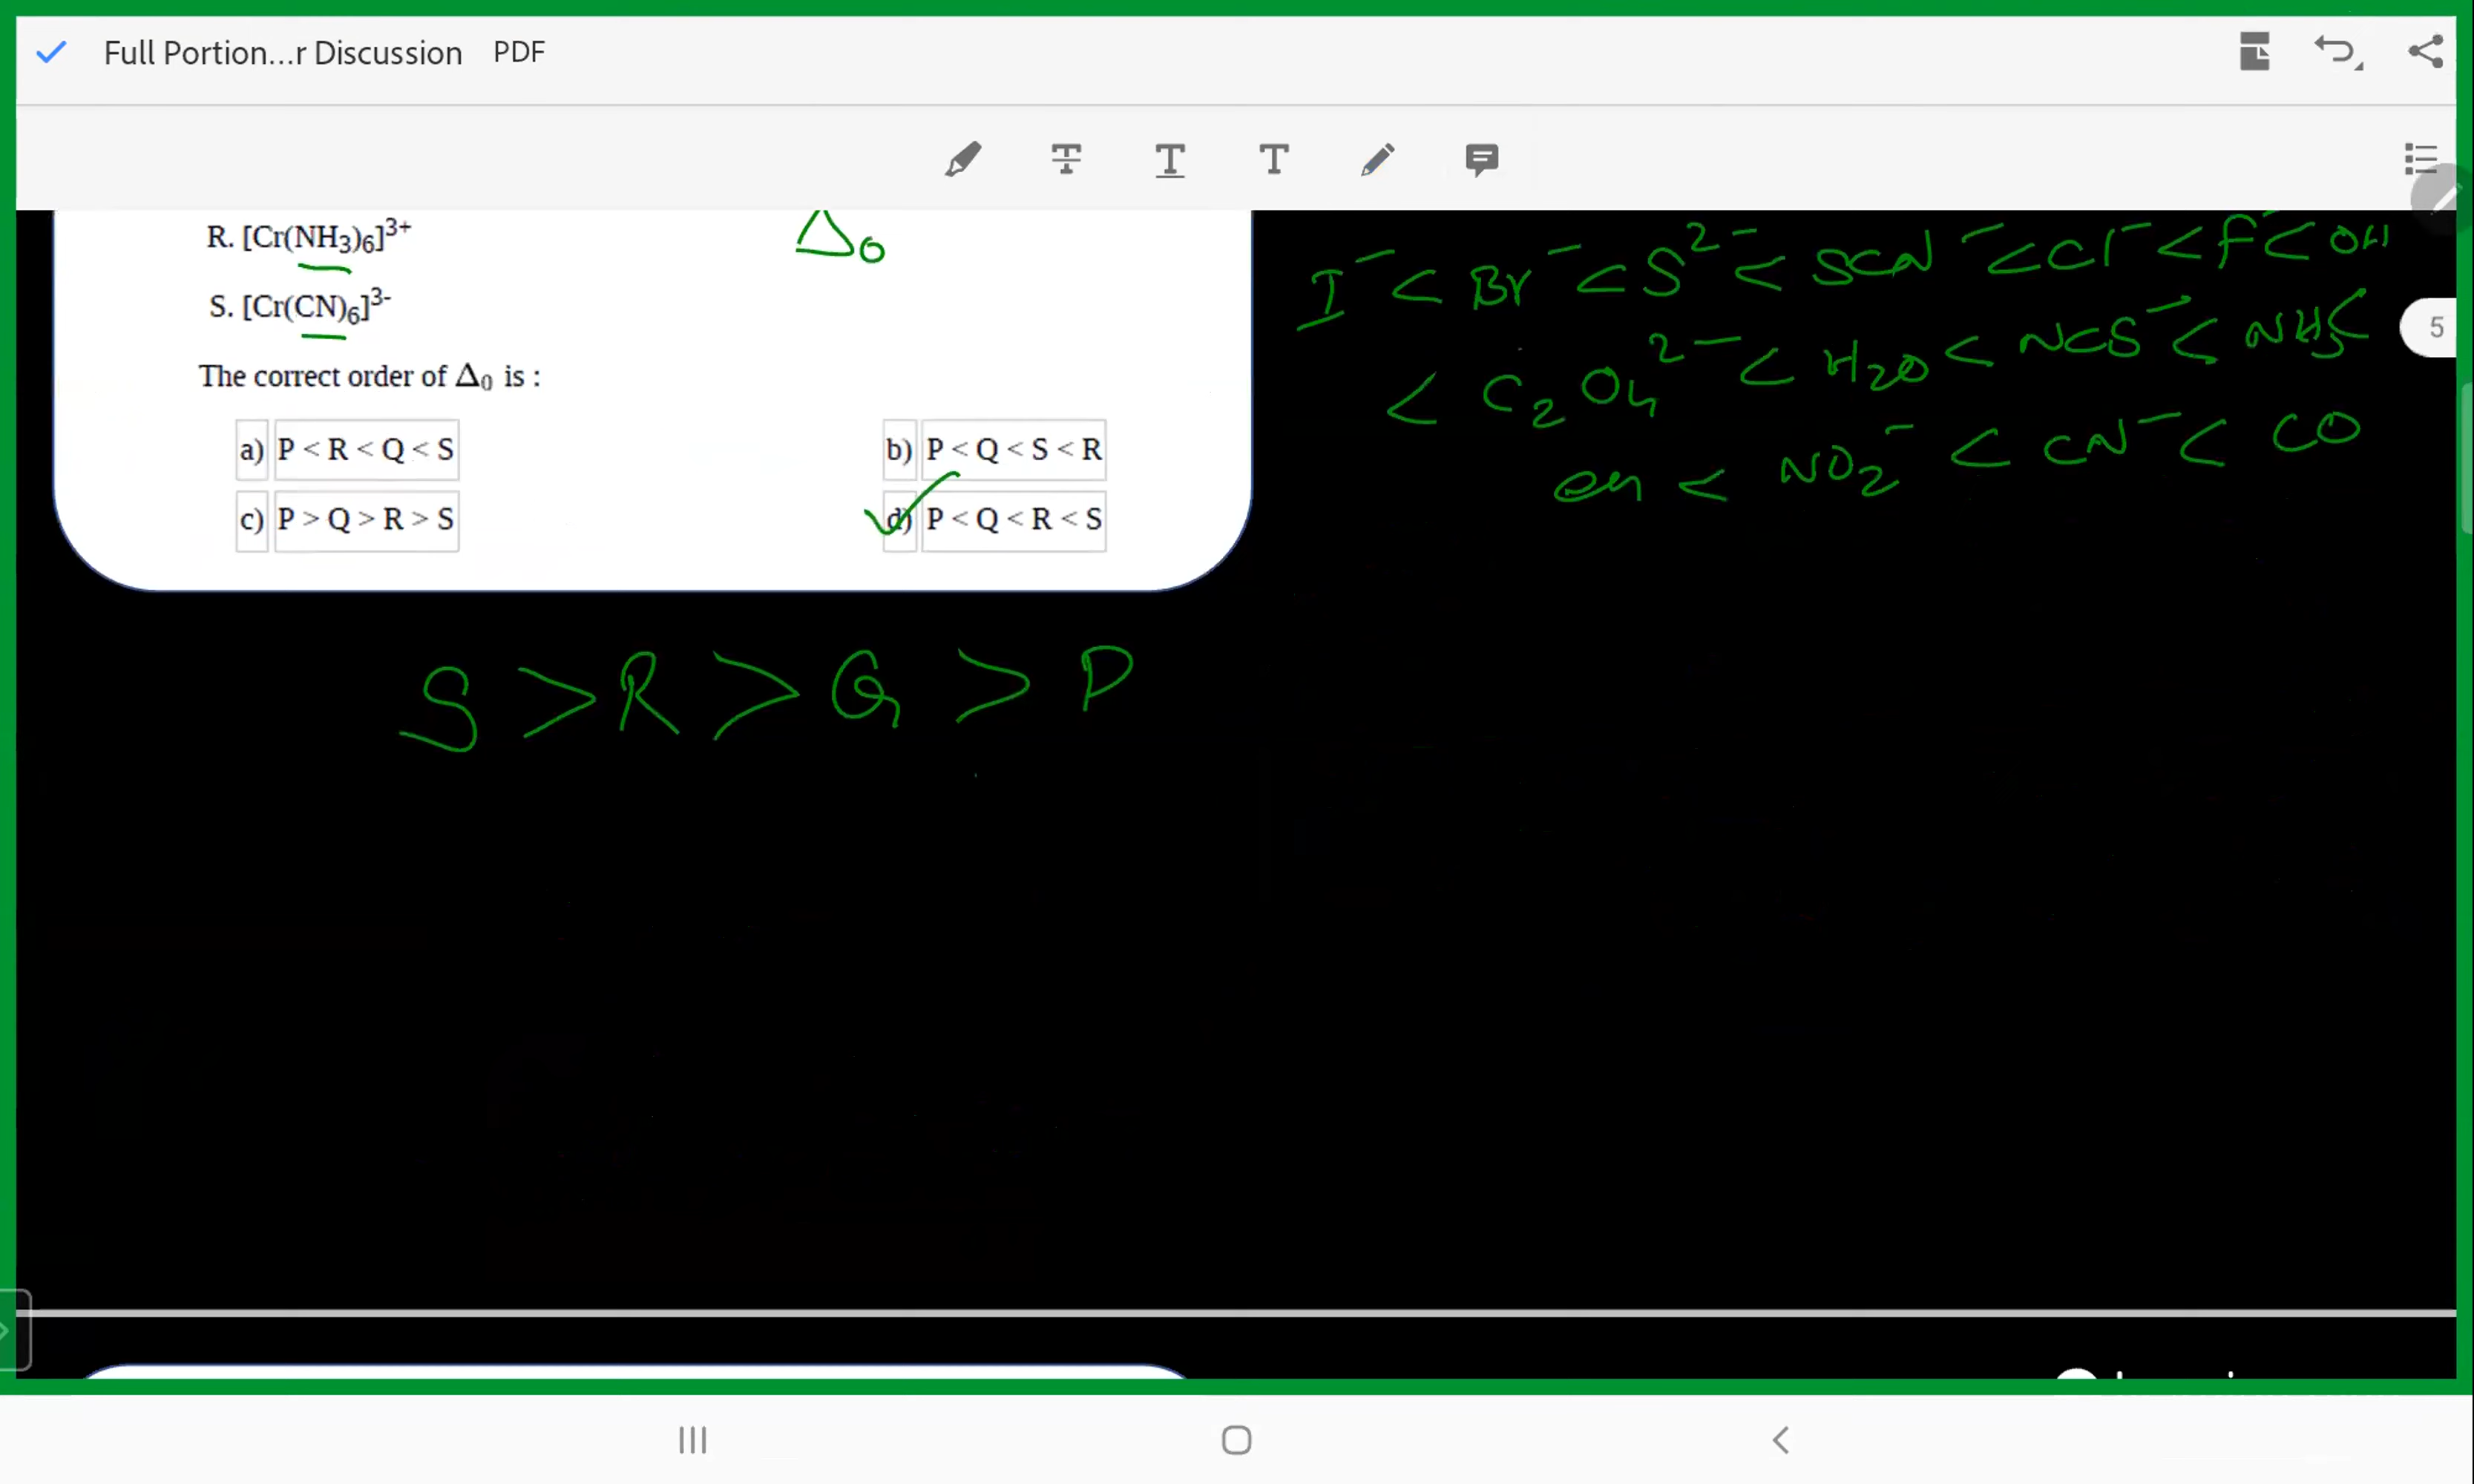 Full Portion...r Discussion PDF
R. [Cr(NH3)6]3+
Δ0
S. [Cr(CN)6]3-
The correct order of Δ0 is :
a) P < R < Q < S
b) P < Q < S < R
c) P > Q > R > S
d) P < Q < R < S
I⁻ < Br⁻ < S²⁻ < SCN⁻ < Cl⁻ < F⁻ < OH
< C2O4²⁻ < H2O < NCS⁻ < NH3 <
en < NO2⁻ < CN⁻ < CO
5
S > R > Q > P